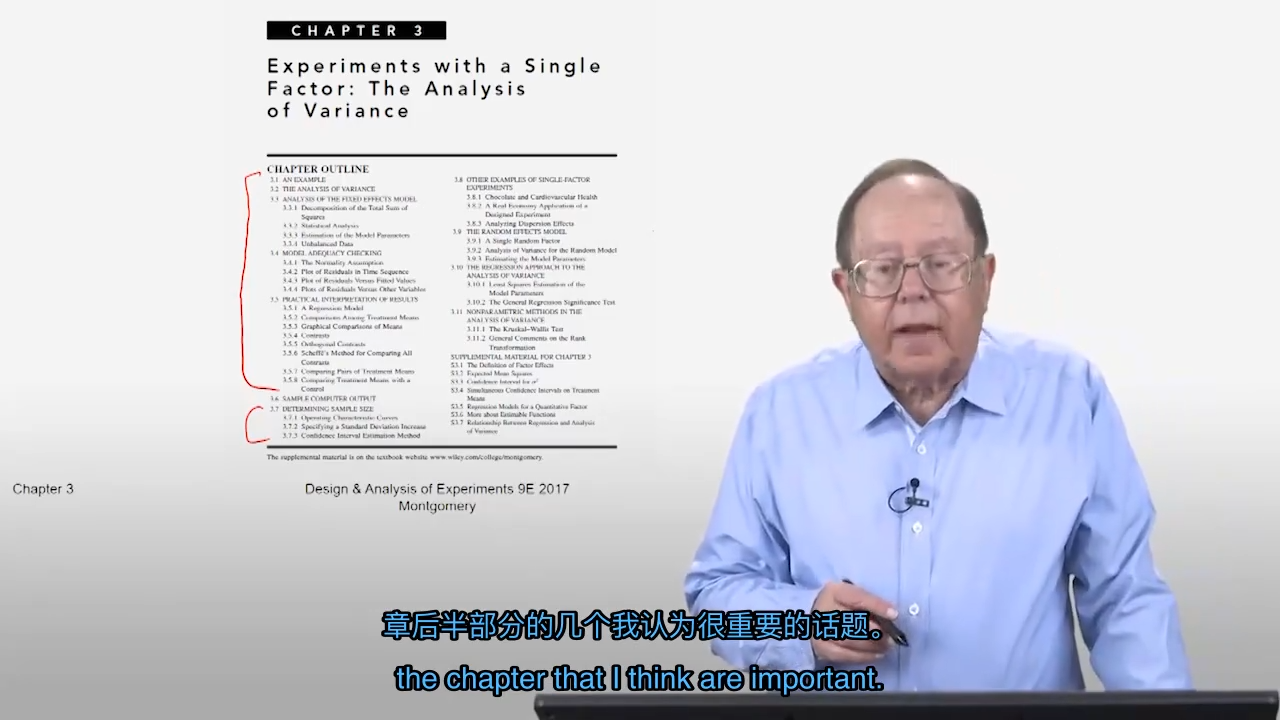 CHAPTER 3
Experiments with a Single
Factor: The Analysis
of Variance
CHAPTER OUTLINE
3.1 AN EXAMPLE
3.2 THE ANALYSIS OF VARIANCE
3.3 ANALYSIS OF THE FIXED EFFECTS MODEL
3.3.1 Decomposition of the Total Sum of
Squares
3.3.2 Statistical Analysis
3.3.3 Estimation of the Model Parameters
3.3.4 Unbalanced Data
3.4 MODEL ADEQUACY CHECKING
3.4.1 The Normality Assumption
3.4.2 Plot of Residuals in Time Sequence
3.4.3 Plot of Residuals Versus Fitted Values
3.4.4 Plots of Residuals Versus Other Variables
3.5 PRACTICAL INTERPRETATION OF RESULTS
3.5.1 A Regression Model
3.5.2 Comparisons Among Treatment Means
3.5.3 Graphical Comparisons of Means
3.5.4 Contrasts
3.5.5 Orthogonal Contrasts
3.5.6 Scheffé's Method for Comparing All
Contrasts
3.5.7 Comparing Pairs of Treatment Means
3.5.8 Comparing Treatment Means with a
Control
3.6 SAMPLE COMPUTER OUTPUT
3.7 DETERMINING SAMPLE SIZE
3.7.1 Operating Characteristic Curves
3.7.2 Specifying a Standard Deviation Increase
3.7.3 Confidence Interval Estimation Method
3.8 OTHER EXAMPLES OF SINGLE-FACTOR
EXPERIMENTS
3.8.1 Chocolate and Cardiovascular Health
3.8.2 A Real Economy Application of a
Designed Experiment
3.8.3 Analyzing Dispersion Effects
3.9 THE RANDOM EFFECTS MODEL
3.9.1 A Single Random Factor
3.9.2 Analysis of Variance for the Random Model
3.9.3 Estimating the Model Parameters
3.10 THE REGRESSION APPROACH TO THE
ANALYSIS OF VARIANCE
3.10.1 Least Squares Estimation of the
Model Parameters
3.10.2 The General Regression Significance Test
3.11 NONPARAMETRIC METHODS IN THE
ANALYSIS OF VARIANCE
3.11.1 The Kruskal–Wallis Test
3.11.2 General Comments on the Rank
Transformation
SUPPLEMENTAL MATERIAL FOR CHAPTER 3
S3.1 The Definition of Factor Effects
S3.2 Expected Mean Squares
S3.3 Confidence Interval for σ²
S3.4 Simultaneous Confidence Intervals on Treatment
Means
S3.5 Regression Models for a Quantitative Factor
S3.6 More about Estimable Functions
S3.7 Relationship Between Regression and Analysis
of Variance
The supplemental material is on the textbook website www.wiley.com/college/montgomery.
Chapter 3
Design & Analysis of Experiments 9E 2017
Montgomery
章后半部分的几个我认为很重要的话题。
the chapter that I think are important.